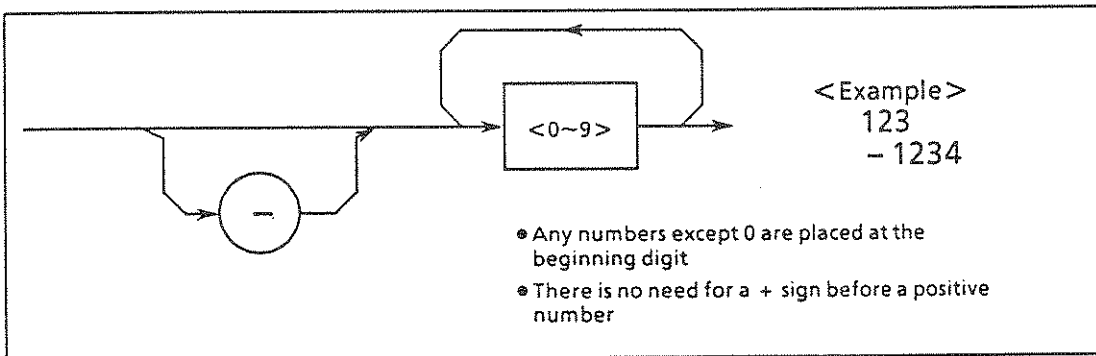 −
<0~9>
<Example>
123
− 1234
• Any numbers except 0 are placed at the
beginning digit
• There is no need for a + sign before a positive
number